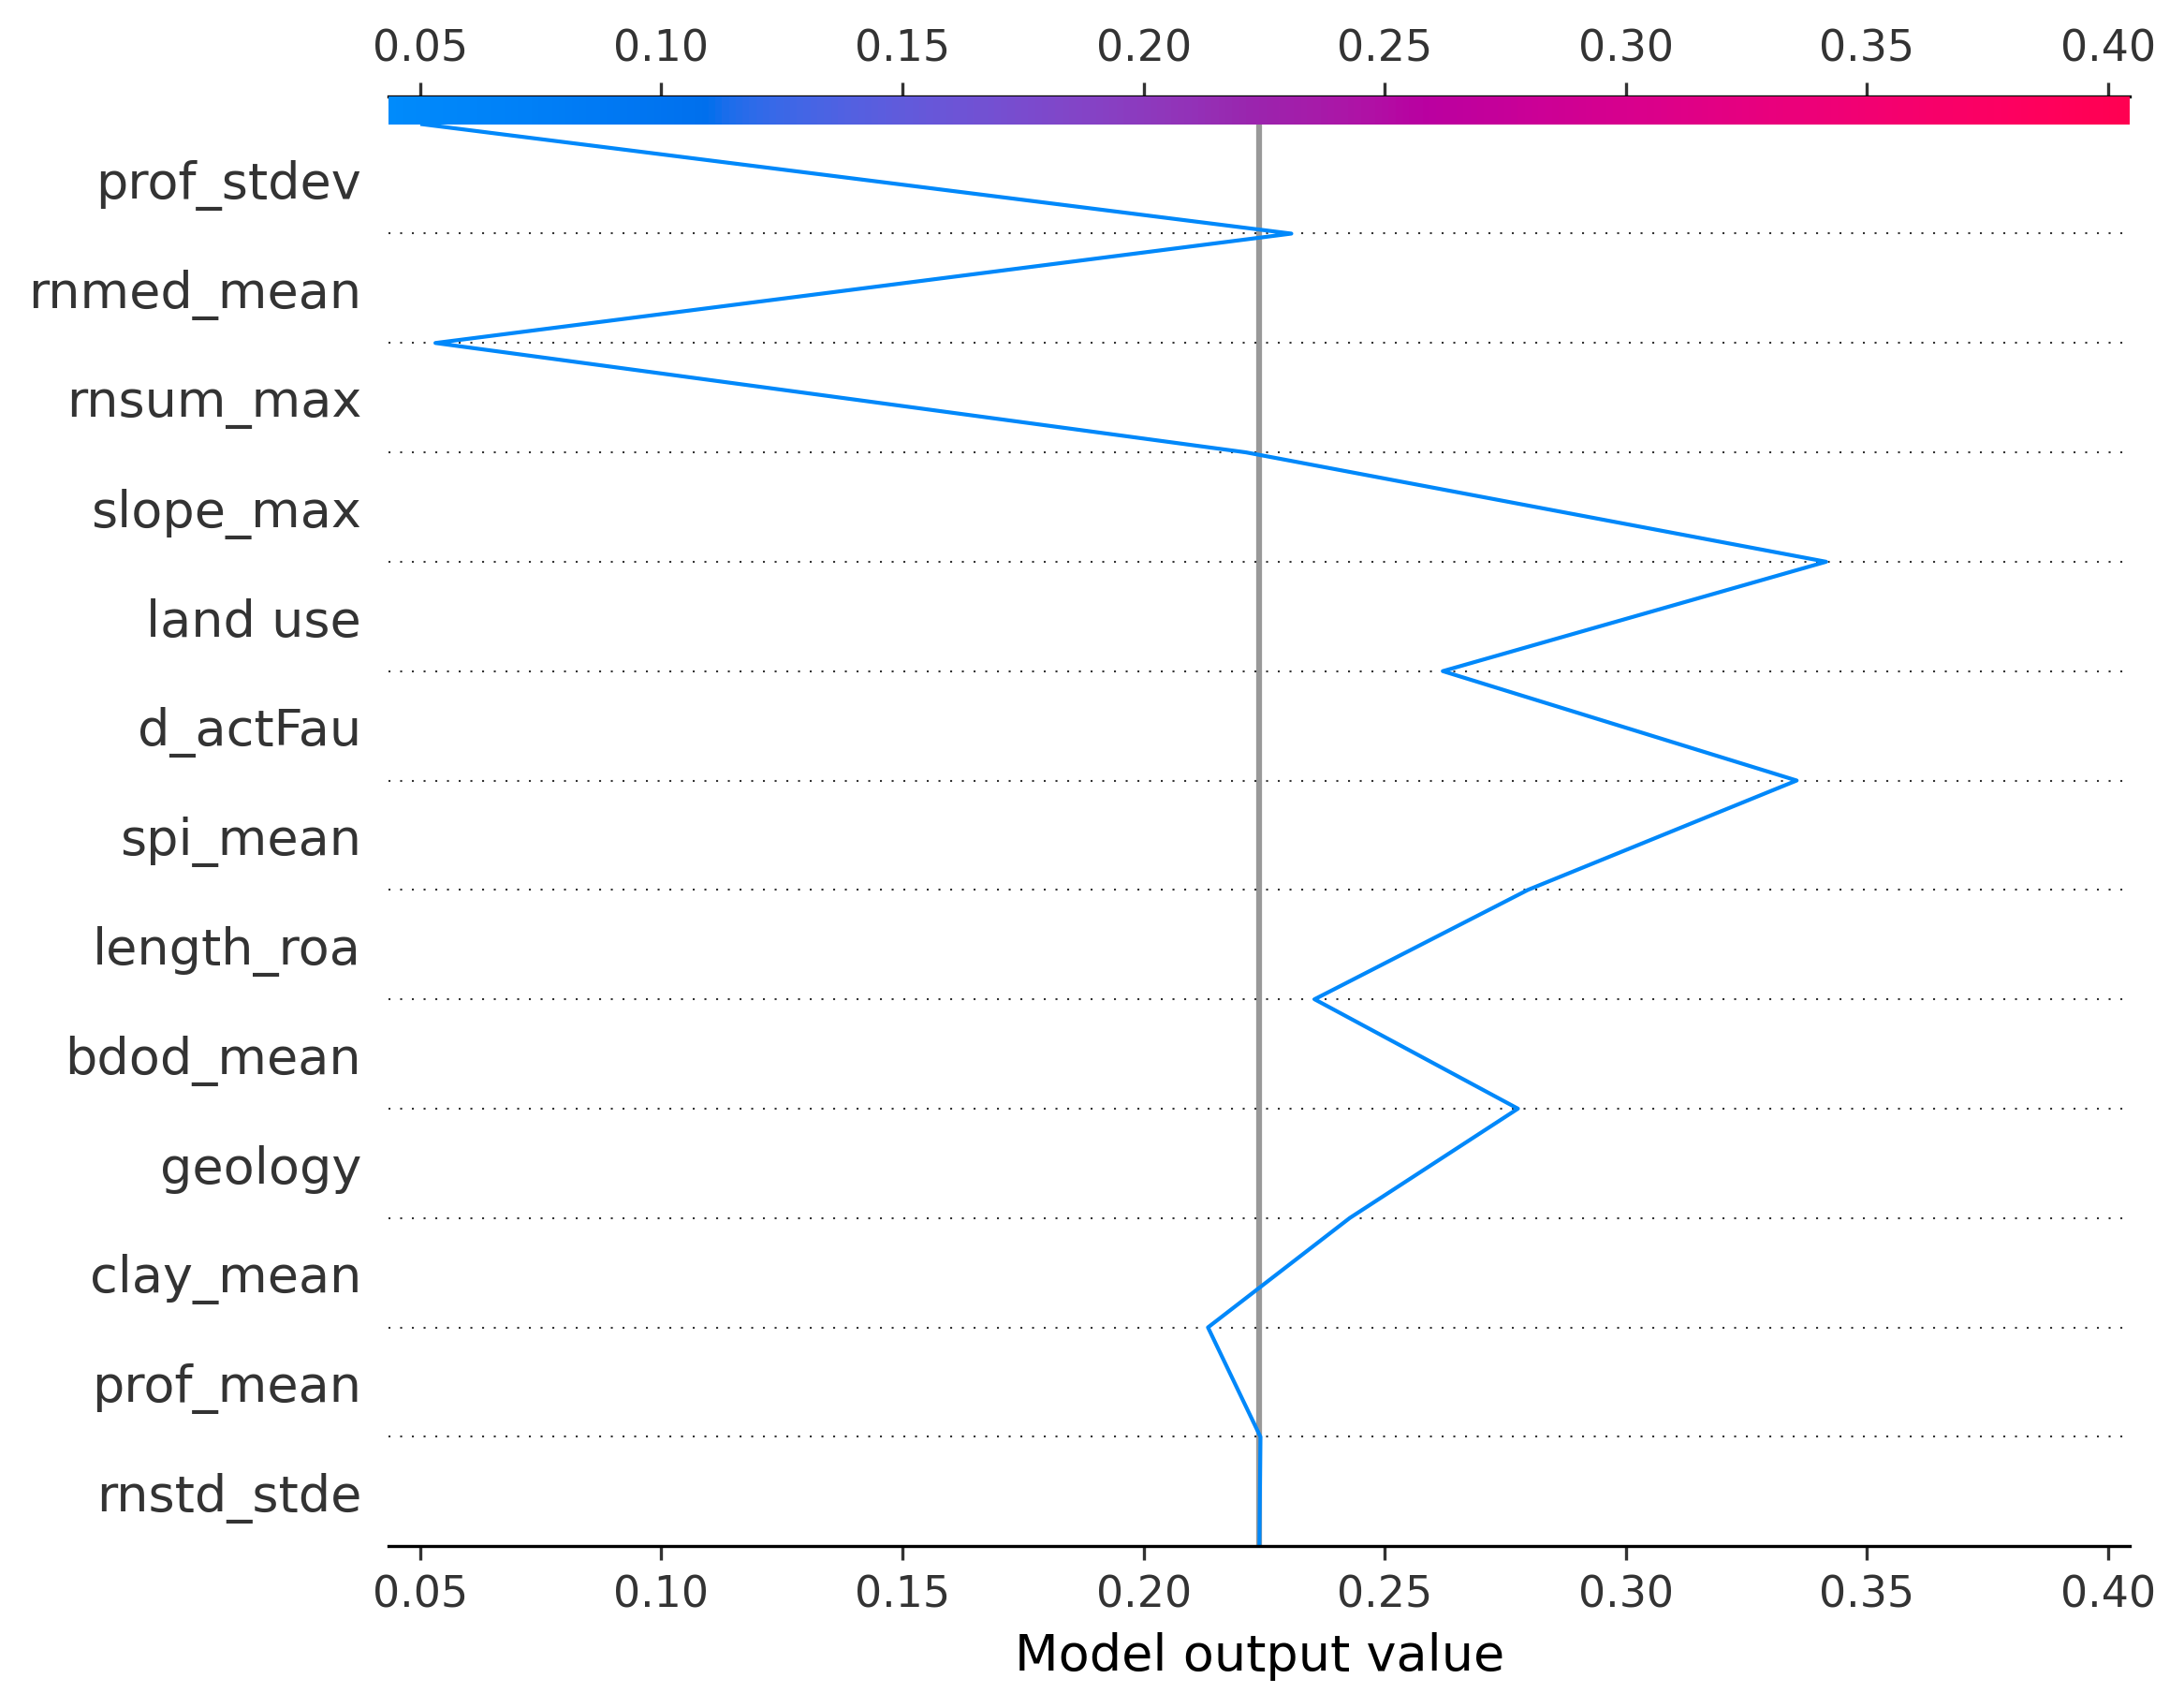 0.05 0.10 0.15 0.20 0.25 0.30 0.35 0.40
prof_stdev
rnmed_mean
rnsum_max
slope_max
land use
d_actFau
spi_mean
length_roa
bdod_mean
geology
clay_mean
prof_mean
rnstd_stde
0.05 0.10 0.15 0.20 0.25 0.30 0.35 0.40
Model output value